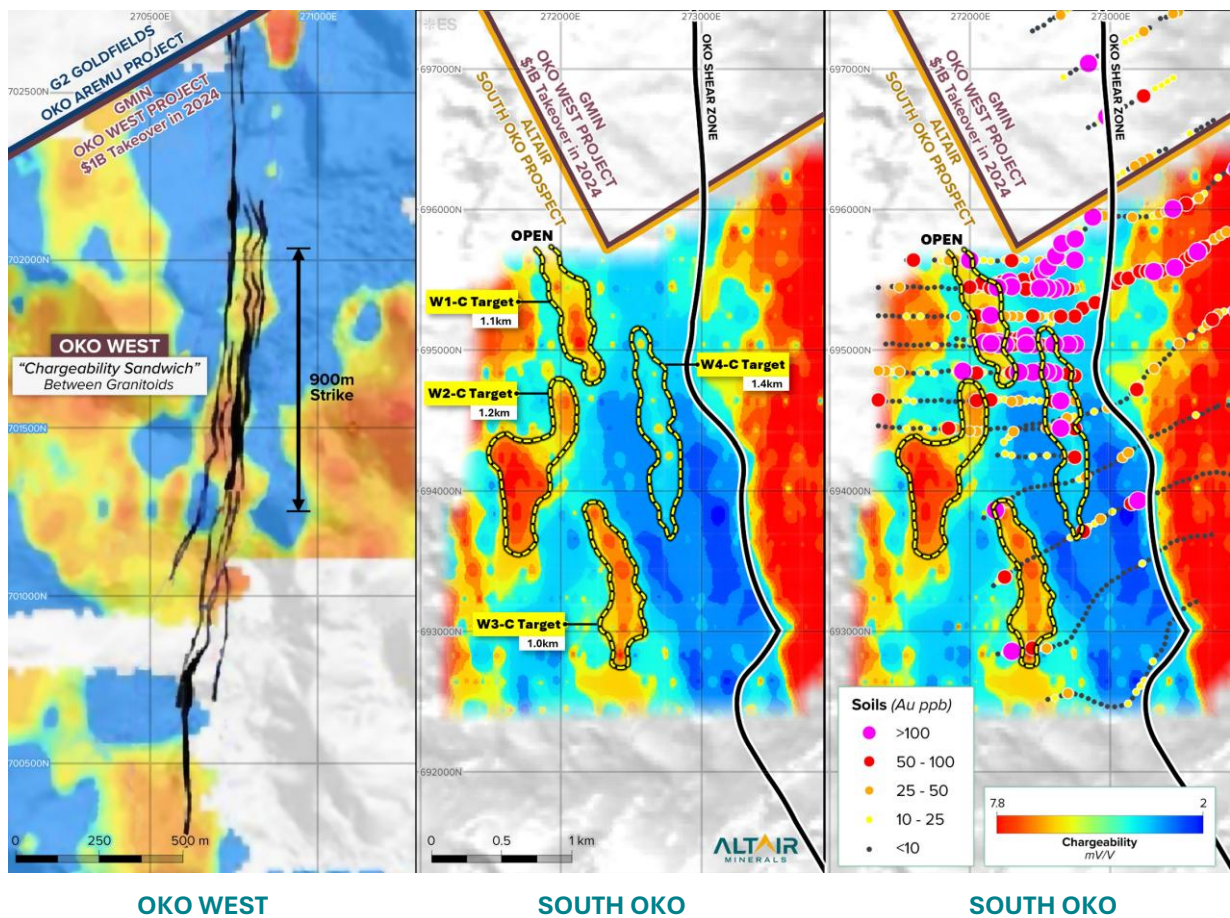 270500E
271000E
G2 GOLDFIELDS
OKO AREMU PROJECT
GMIN
OKO WEST PROJECT
$1B Takeover in 2024
702500N
702000N
OKO WEST
“Chargeability Sandwich”
Between Granitoids
900m
Strike
701500N
701000N
700500N
0 250 500 m
272000E
273000E
697000N
GMIN
OKO WEST PROJECT
$1B Takeover in 2024
ALTAIR
SOUTH OKO PROSPECT
OKO SHEAR ZONE
696000N
OPEN
W1-C Target
1.1km
695000N
W4-C Target
1.4km
W2-C Target
1.2km
694000N
W3-C Target
1.0km
693000N
692000N
0 0.5 1 km
ALTAIR
MINERALS
272000E
273000E
697000N
GMIN
OKO WEST PROJECT
$1B Takeover in 2024
ALTAIR
SOUTH OKO PROSPECT
OKO SHEAR ZONE
696000N
OPEN
695000N
694000N
693000N
Soils (Au ppb)
>100
50 - 100
25 - 50
10 - 25
<10
7.8 2
Chargeability
mV/V
OKO WEST
SOUTH OKO
SOUTH OKO